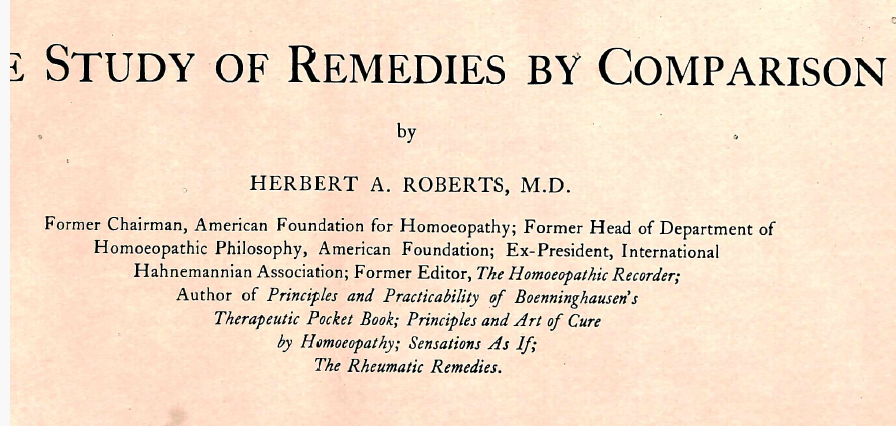 E STUDY OF REMEDIES BY COMPARISON
by
HERBERT A. ROBERTS, M.D.
Former Chairman, American Foundation for Homoeopathy; Former Head of Department of
Homoeopathic Philosophy, American Foundation; Ex-President, International
Hahnemannian Association; Former Editor, The Homoeopathic Recorder;
Author of Principles and Practicability of Boenninghausen's
Therapeutic Pocket Book; Principles and Art of Cure
by Homoeopathy; Sensations As If;
The Rheumatic Remedies.